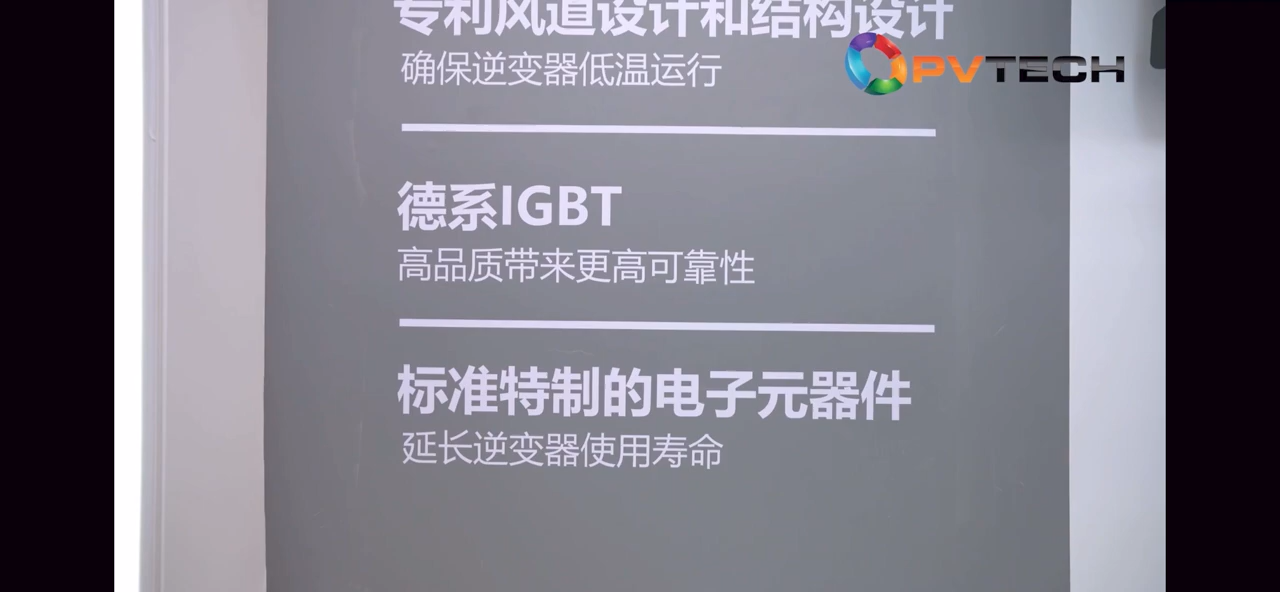 专利风道设计和结构设计
确保逆变器低温运行
PVTECH
德系IGBT
高品质带来更高可靠性
标准特制的电子元器件
延长逆变器使用寿命